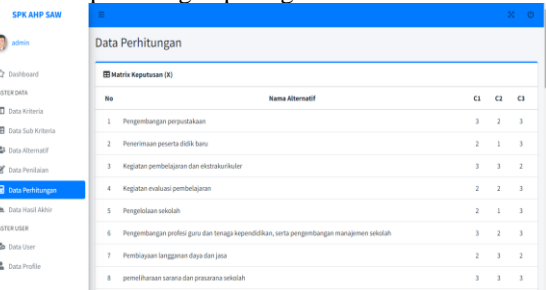 SPK AHP SAW
admin
Dashboard
Data Kriteria
Data Sub Kriteria
Data Alternatif
Data Penilaian
Data Perhitungan
Data Hasil Akhir
Data User
Data Profile
Data Perhitungan
Matrix Keputusan (X)
No Nama Alternatif C1 C2 C3
1 Pengembangan perpustakaan 3 2 3
2 Penerimaan peserta didik baru 2 1 3
3 Kegiatan pembelajaran dan ekstrakurikuler 3 3 2
4 Kegiatan evaluasi pembelajaran 2 2 3
5 Pengelolaan sekolah 2 1 3
6 Pengembangan profesi guru dan tenaga kependidikan, serta pengembangan manajemen sekolah 3 2 3
7 Pembiayaan langganan daya dan jasa 2 3 2
8 pemeliharaan sarana dan prasarana sekolah 3 3 3